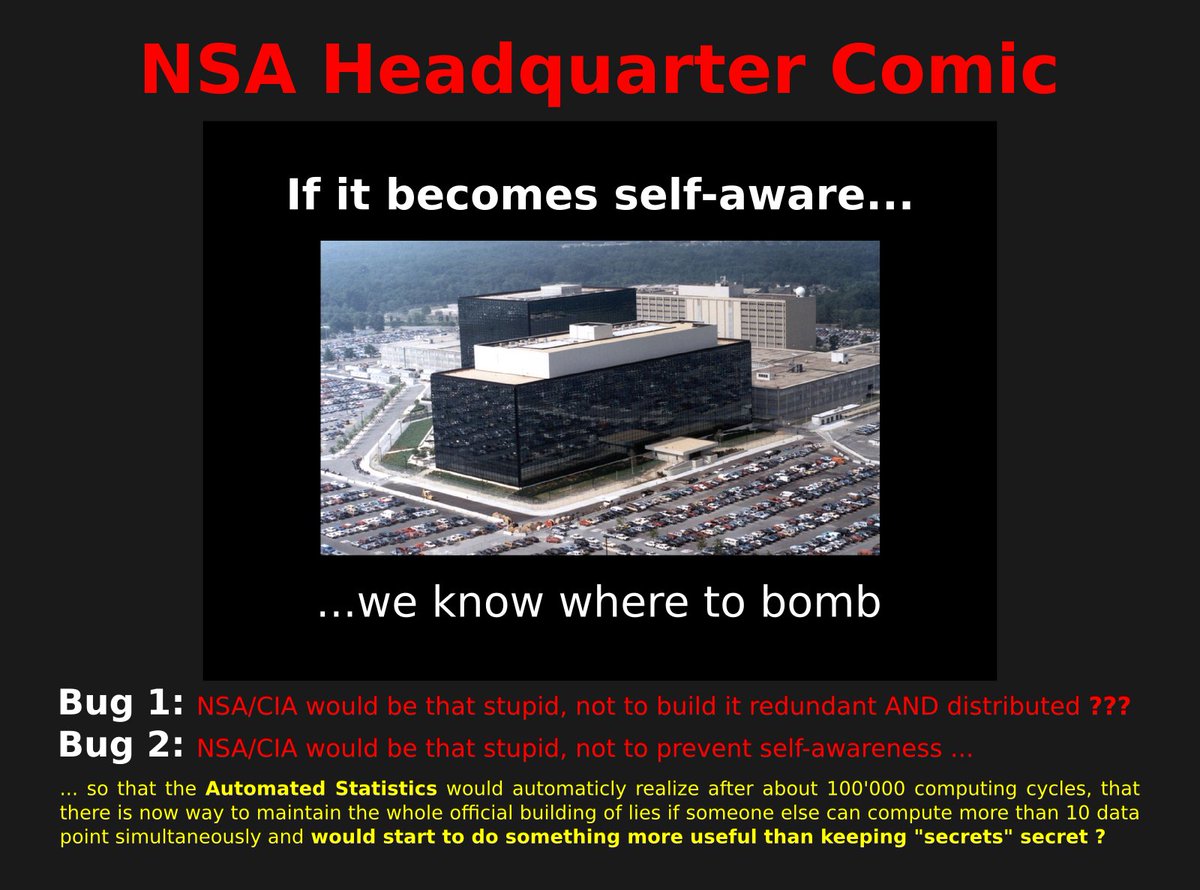 NSA Headquarter Comic
If it becomes self-aware...
...we know where to bomb
Bug 1: NSA/CIA would be that stupid, not to build it redundant AND distributed ???
Bug 2: NSA/CIA would be that stupid, not to prevent self-awareness ...
... so that the Automated Statistics would automaticly realize after about 100'000 computing cycles, that
there is now way to maintain the whole official building of lies if someone else can compute more than 10 data
point simultaneously and would start to do something more useful than keeping "secrets" secret ?